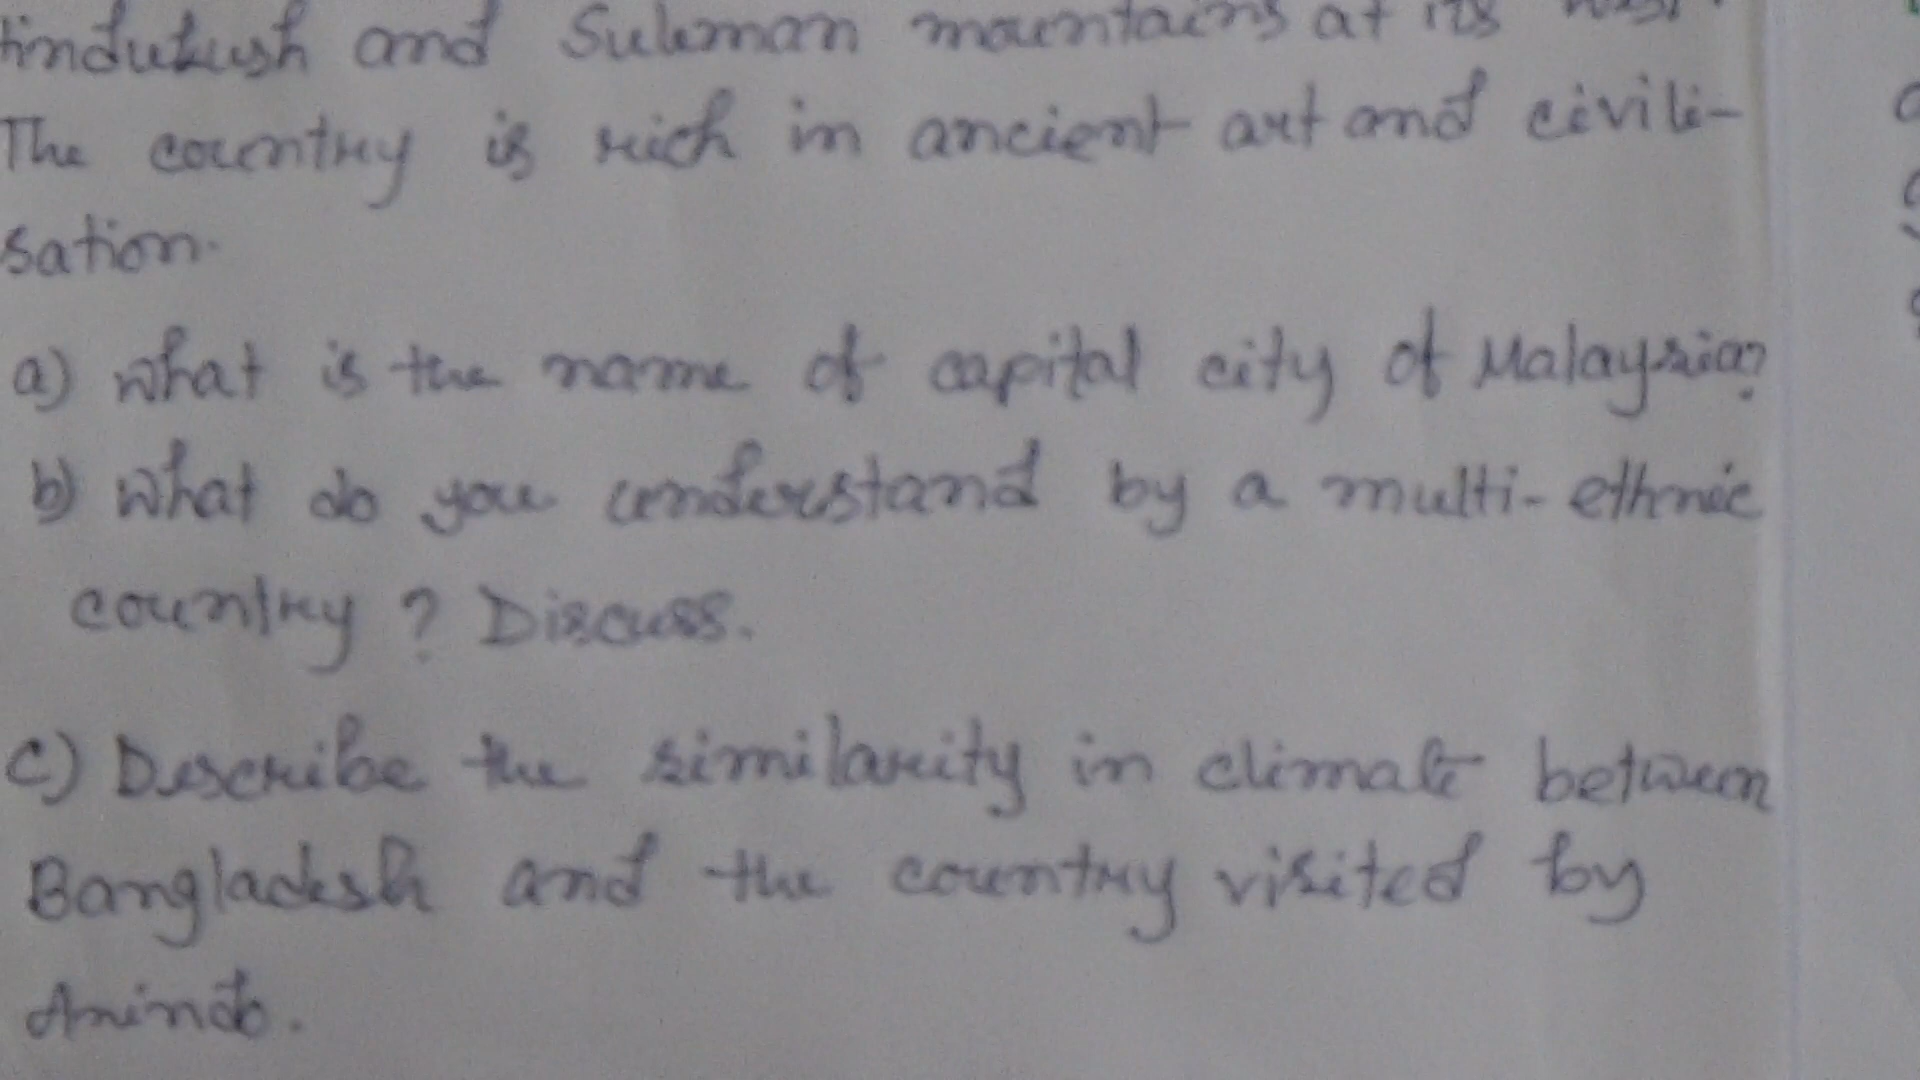 Hindukush and Suleman mountains at its west.
The country is rich in ancient art and civili-
sation.
a) What is the name of capital city of Malaysia?
b) What do you understand by a multi-ethnic
country? Discuss.
c) Describe the similarity in climate between
Bangladesh and the country visited by
Anindo.